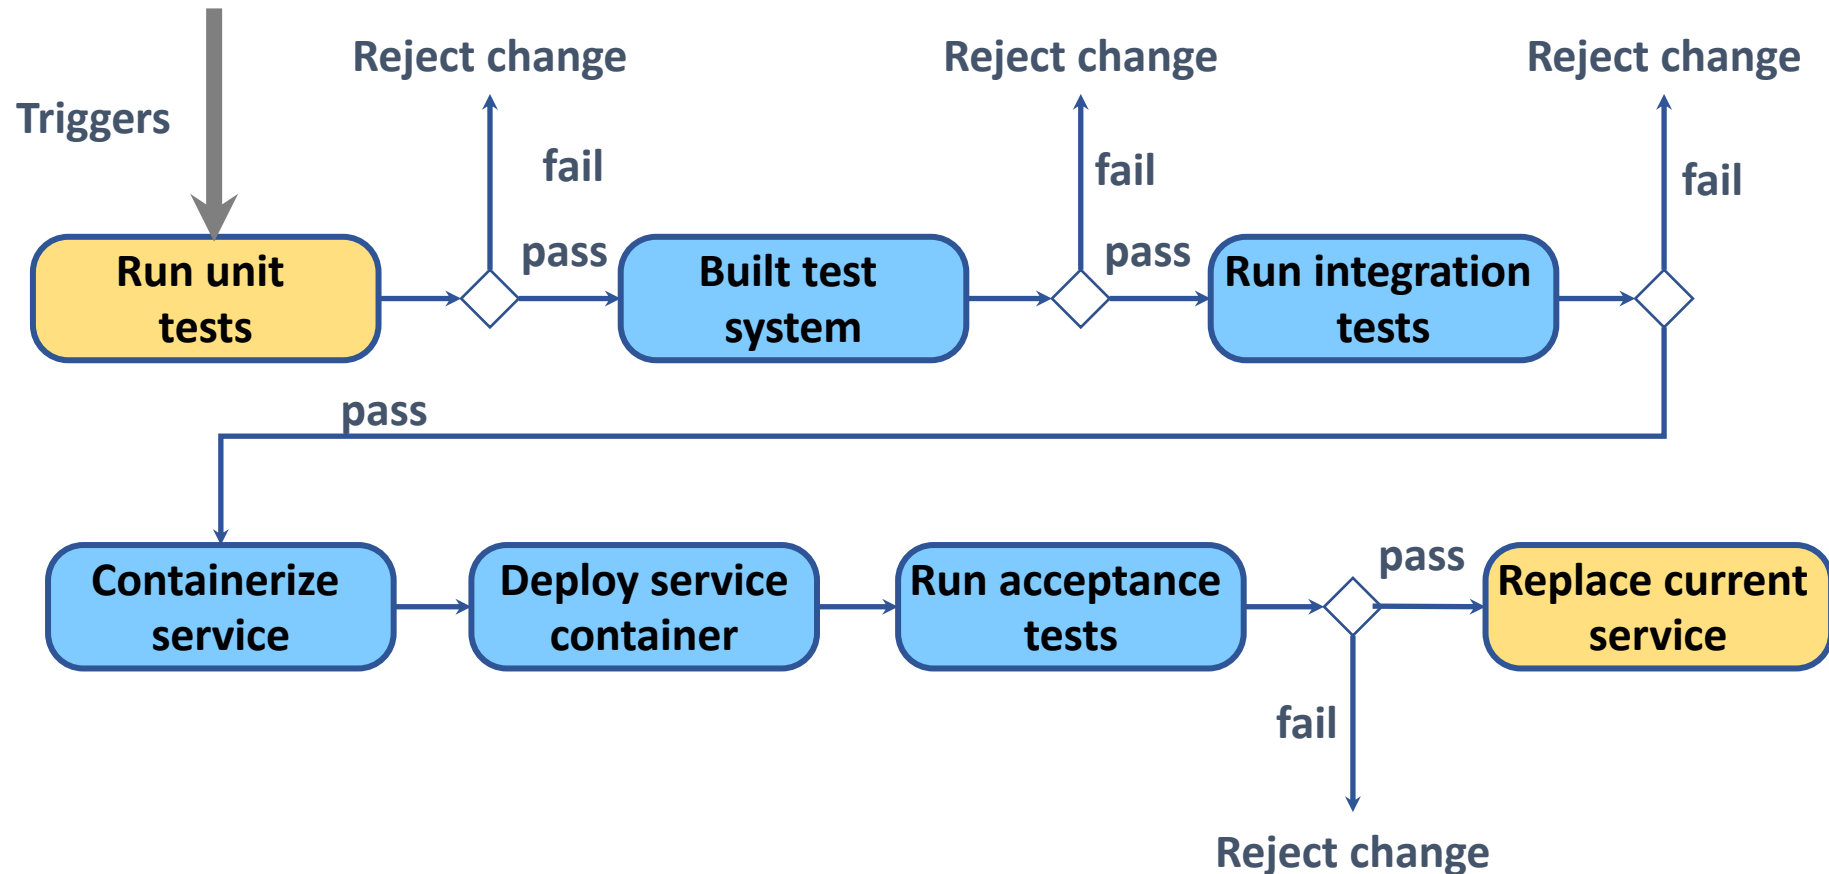 Triggers
Reject change
Reject change
Reject change
fail
fail
fail
pass
pass
Run unit
tests
Built test
system
Run integration
tests
pass
Containerize
service
Deploy service
container
Run acceptance
tests
pass
Replace current
service
fail
Reject change